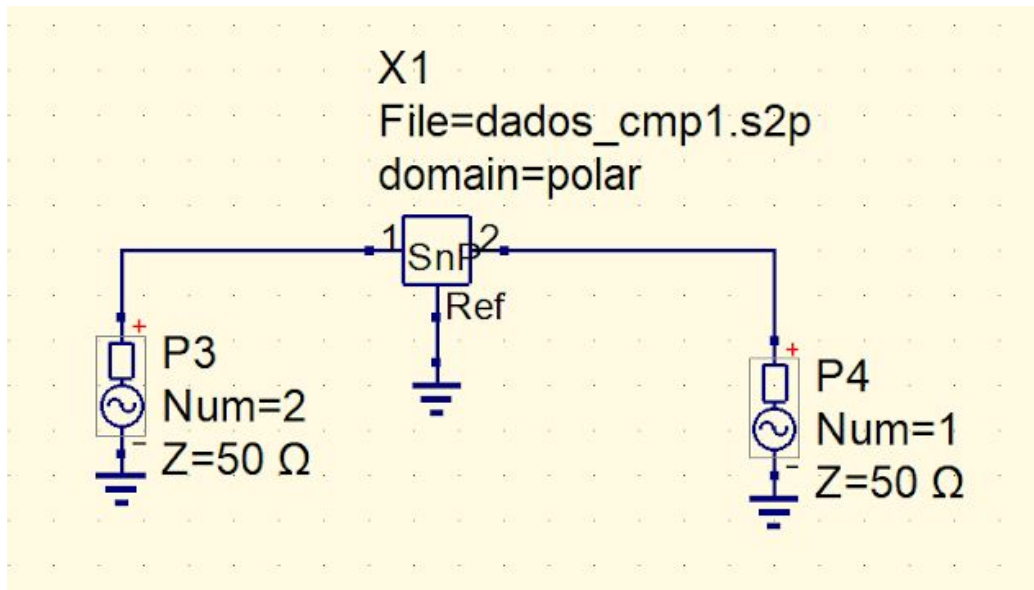 X1
File=dados_cmp1.s2p
domain=polar
1
SnP
2
Ref
+
P3
Num=2
Z=50 Ω
-
+
P4
Num=1
Z=50 Ω
-